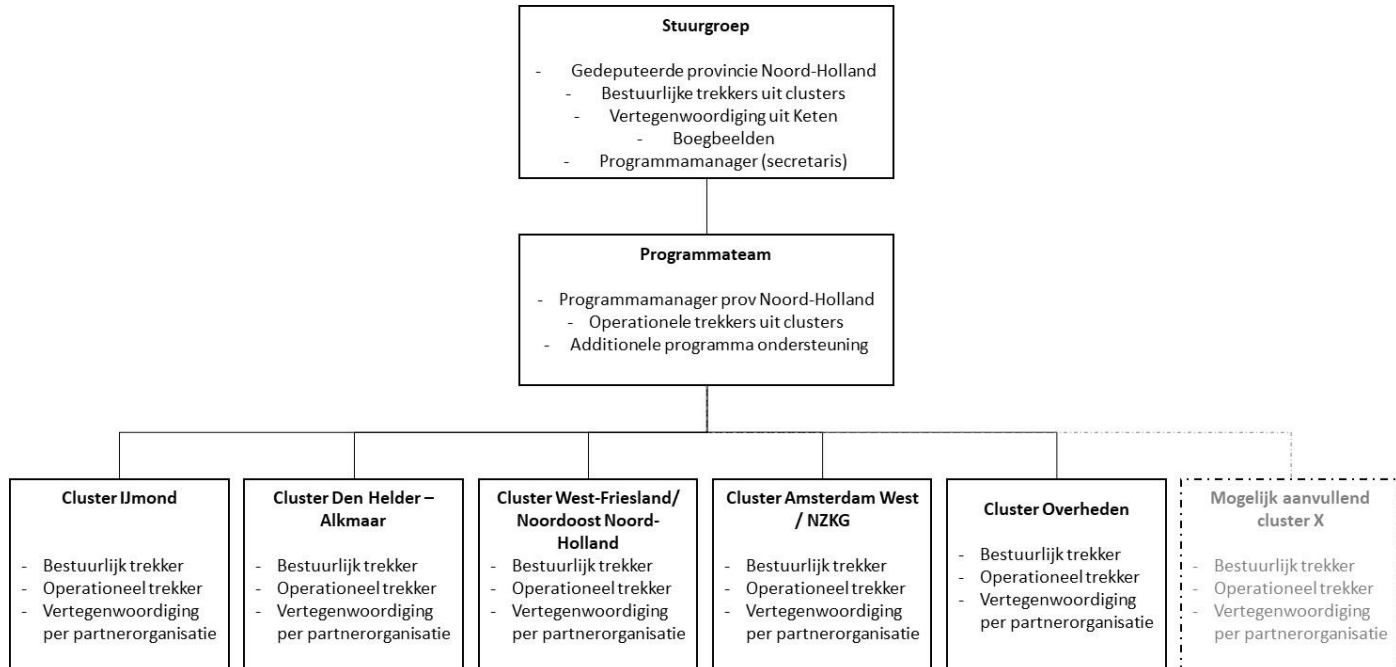 Stuurgroep
- Gedeputeerde provincie Noord-Holland
- Bestuurlijke trekkers uit clusters
- Vertegenwoordiging uit Keten
- Boegbeelden
- Programmamanager (secretaris)
Programmateam
- Programmamanager prov Noord-Holland
- Operationele trekkers uit clusters
- Additionele programma ondersteuning
Cluster IJmond
- Bestuurlijk trekker
- Operationeel trekker
- Vertegenwoordiging
per partnerorganisatie
Cluster Den Helder –
Alkmaar
- Bestuurlijk trekker
- Operationeel trekker
- Vertegenwoordiging
per partnerorganisatie
Cluster West-Friesland/
Noordoost Noord-
Holland
- Bestuurlijk trekker
- Operationeel trekker
- Vertegenwoordiging
per partnerorganisatie
Cluster Amsterdam West
/ NZKG
- Bestuurlijk trekker
- Operationeel trekker
- Vertegenwoordiging
per partnerorganisatie
Cluster Overheden
- Bestuurlijk trekker
- Operationeel trekker
- Vertegenwoordiging
per partnerorganisatie
Mogelijk aanvullend
cluster X
- Bestuurlijk trekker
- Operationeel trekker
- Vertegenwoordiging
per partnerorganisatie